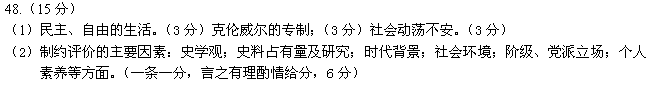 48.（15 分）
（1）民主、自由的生活。（3 分）克伦威尔的专制；（3 分）社会动荡不安。（3 分）
（2）制约评价的主要因素：史学观；史料占有量及研究；时代背景；社会环境；阶级、党派立场；个人
素养等方面。（一条一分，言之有理酌情给分，6 分）